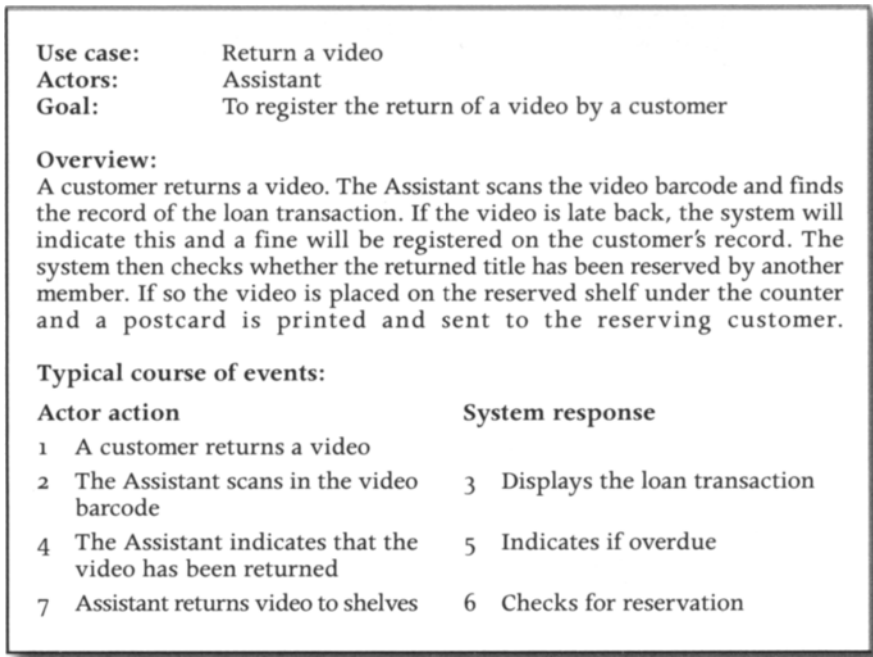 Use case: Return a video
Actors: Assistant
Goal: To register the return of a video by a customer
Overview:
A customer returns a video. The Assistant scans the video barcode and finds
the record of the loan transaction. If the video is late back, the system will
indicate this and a fine will be registered on the customer's record. The
system then checks whether the returned title has been reserved by another
member. If so the video is placed on the reserved shelf under the counter
and a postcard is printed and sent to the reserving customer.
Typical course of events:
Actor action System response
1 A customer returns a video
2 The Assistant scans in the video 3 Displays the loan transaction
barcode
4 The Assistant indicates that the 5 Indicates if overdue
video has been returned
7 Assistant returns video to shelves 6 Checks for reservation